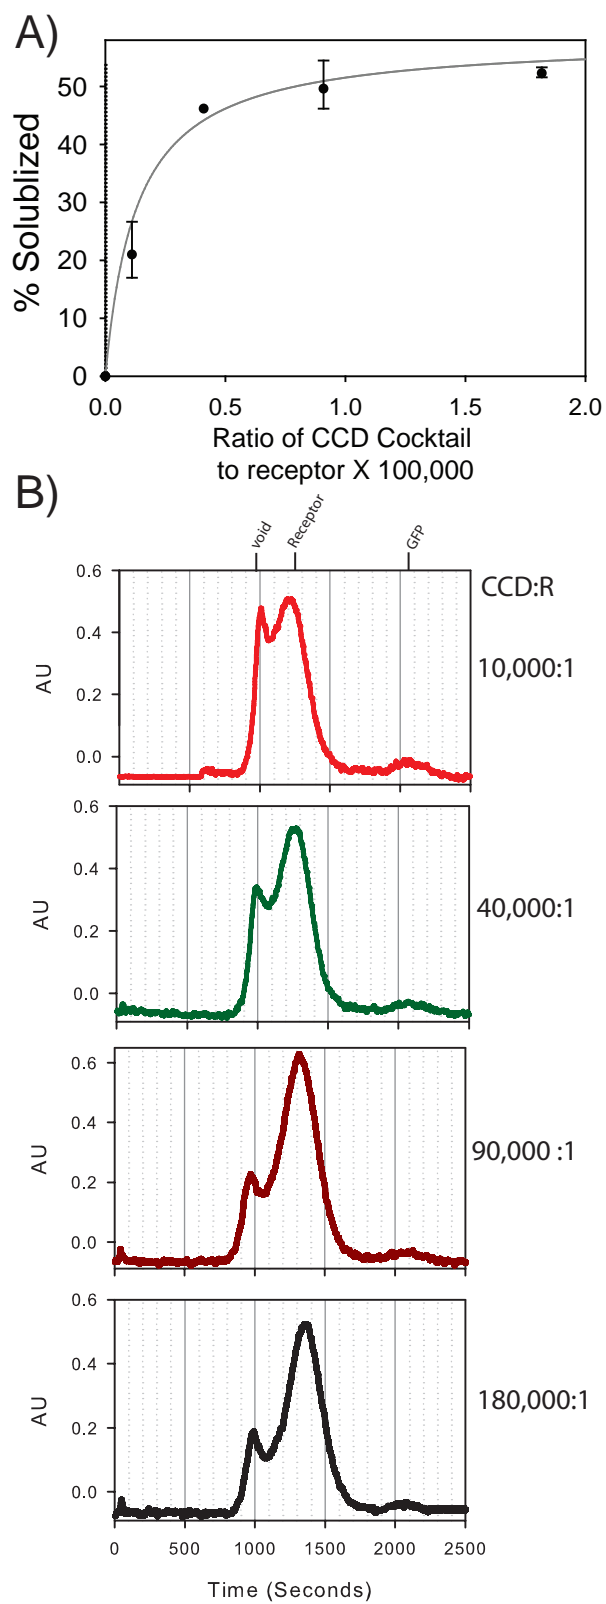 A)
% Solublized
50
40
30
20
10
0
0.0 0.5 1.0 1.5 2.0
Ratio of CCD Cocktail
to receptor X 100,000
B)
void Receptor GFP
CCD:R
0.6
0.4
0.2
0.0
AU
10,000:1
0.6
0.4
0.2
0.0
AU
40,000:1
0.6
0.4
0.2
0.0
AU
90,000 :1
0.6
0.4
0.2
0.0
AU
180,000:1
0 500 1000 1500 2000 2500
Time (Seconds)